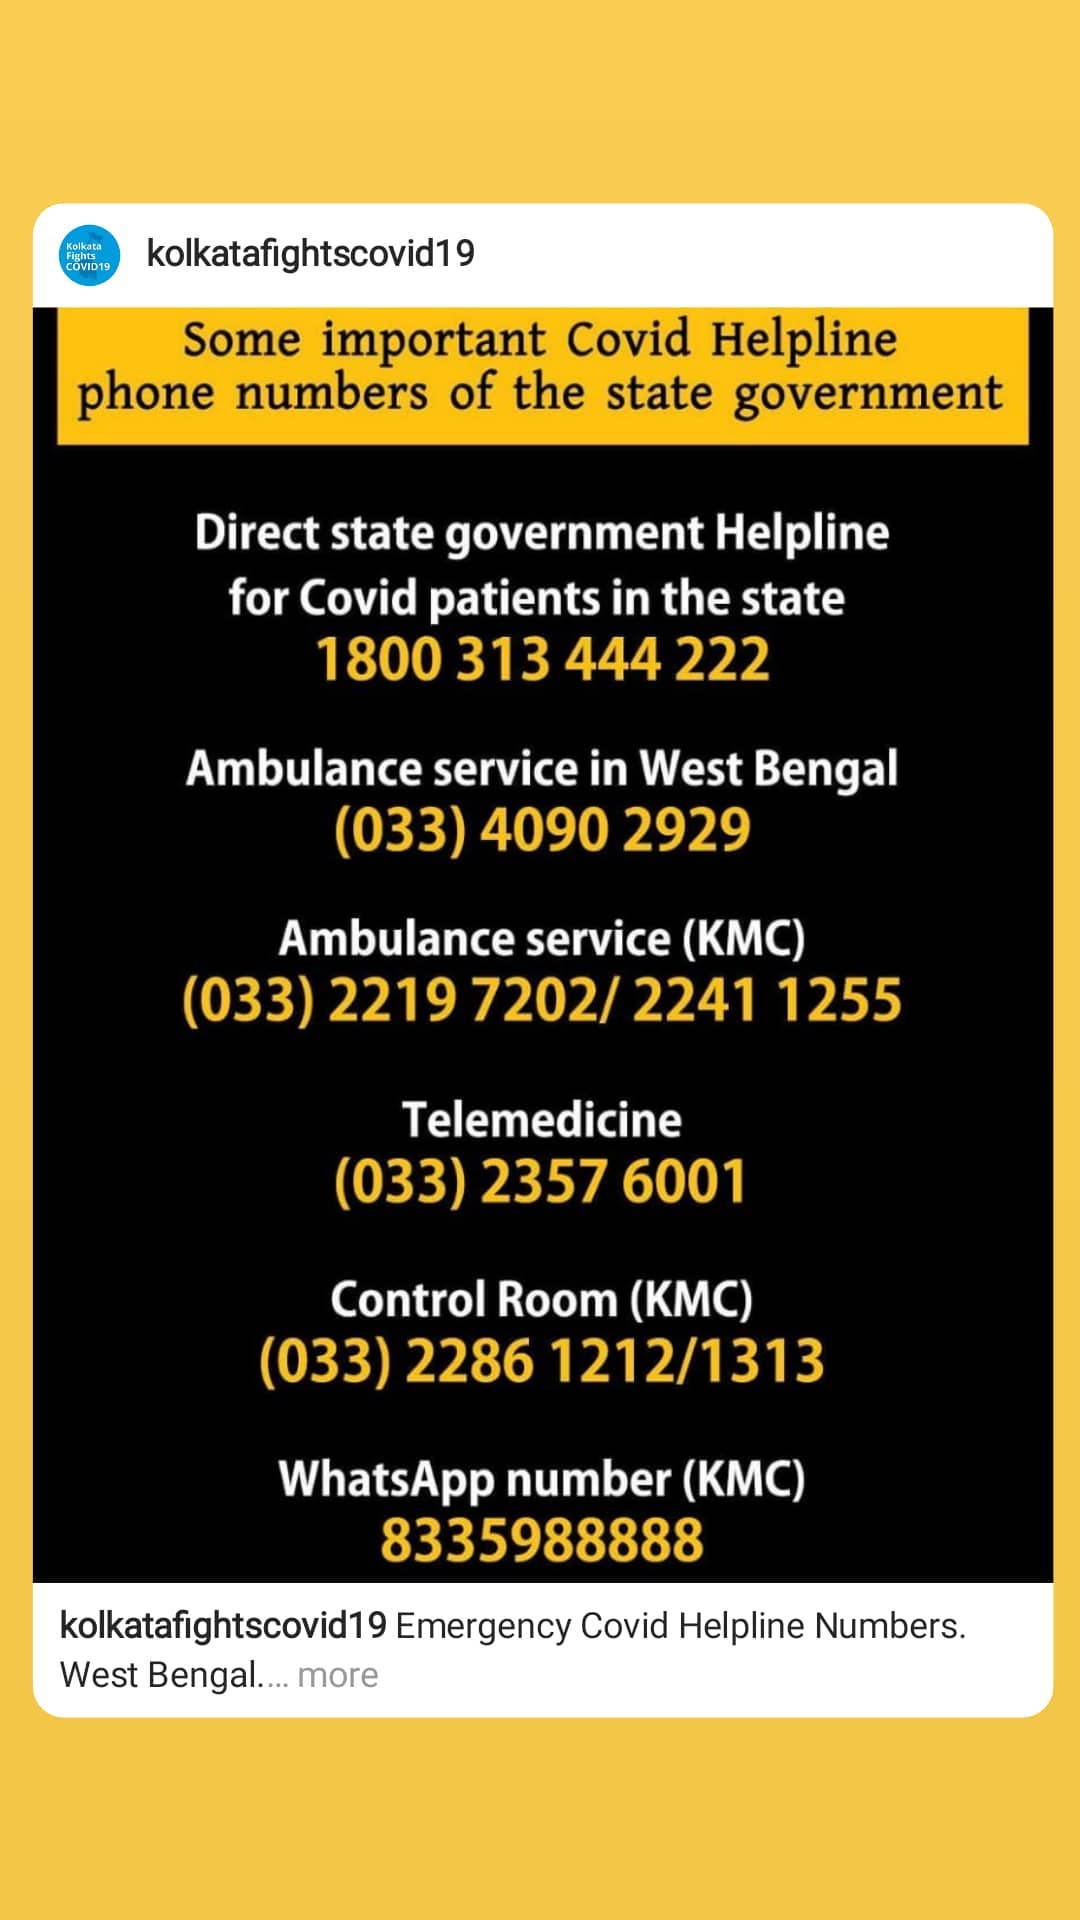 Kolkata
Fights
COVID19
kolkatafightscovid19
Some important Covid Helpline
phone numbers of the state government
Direct state government Helpline
for Covid patients in the state
1800 313 444 222
Ambulance service in West Bengal
(033) 4090 2929
Ambulance service (KMC)
(033) 2219 7202/ 2241 1255
Telemedicine
(033) 2357 6001
Control Room (KMC)
(033) 2286 1212/1313
WhatsApp number (KMC)
8335988888
kolkatafightscovid19 Emergency Covid Helpline Numbers.
West Bengal.... more